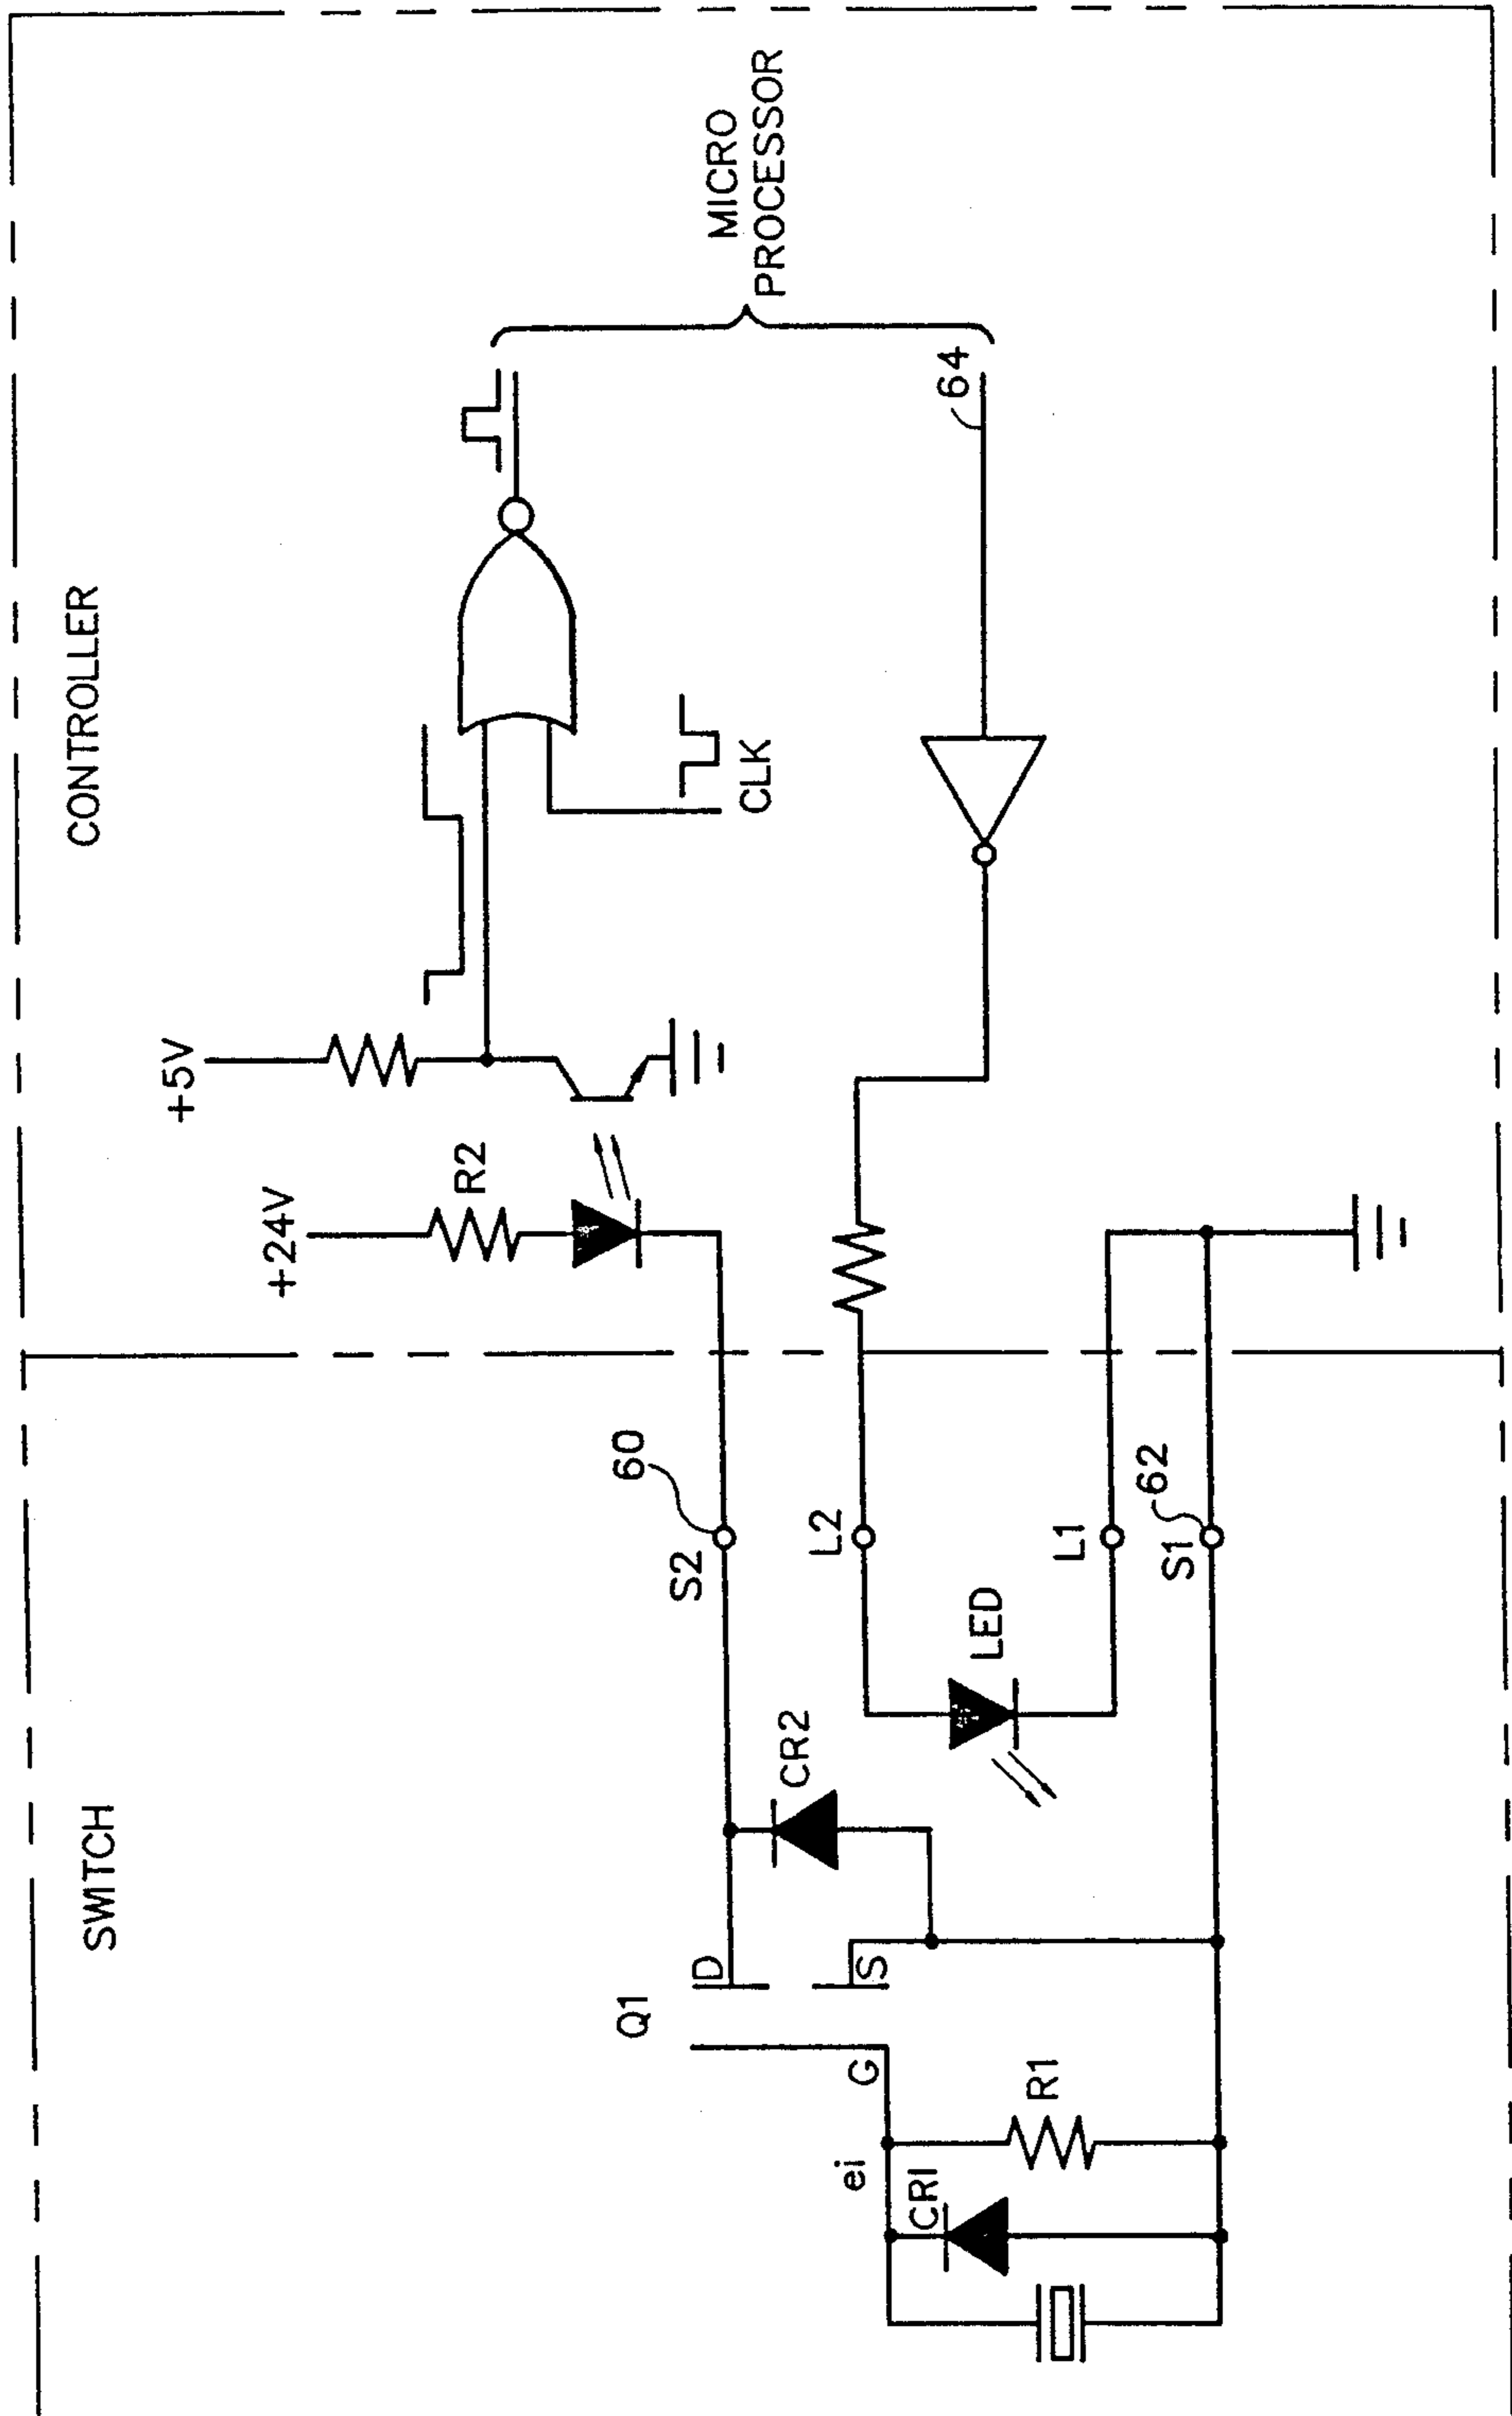 SWITCH
CONTROLLER
+24V
+5V
R2
Q1
D
S
G
ei
CR1
R1
CR2
S2
60
L2
LED
L1
S1
62
CLK
64
MICRO
PROCESSOR